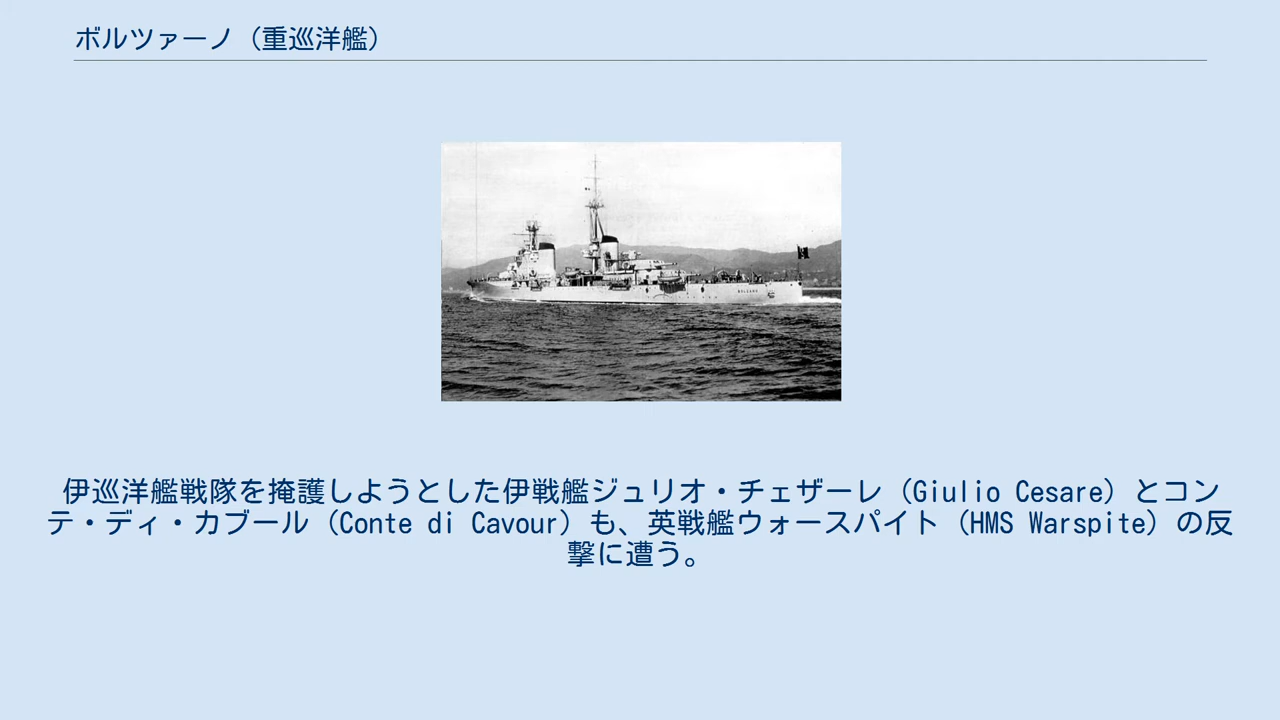 ボルツァーノ（重巡洋艦）
BOLZANO
伊巡洋艦戦隊を掩護しようとした伊戦艦ジュリオ・チェザーレ（Giulio Cesare）とコン
テ・ディ・カブール（Conte di Cavour）も、英戦艦ウォースパイト（HMS Warspite）の反
撃に遭う。